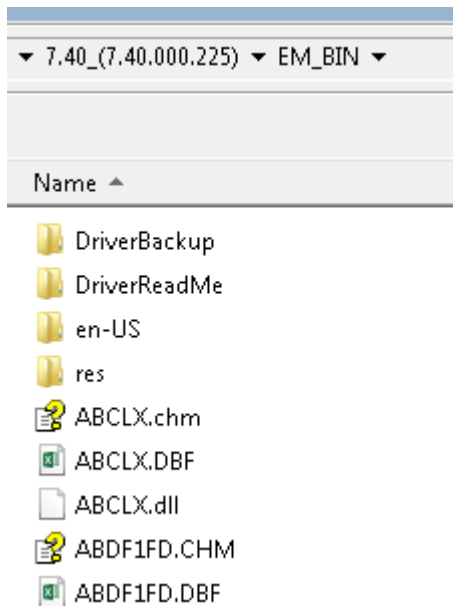 7.40_(7.40.000.225) EM_BIN
Name
DriverBackup
DriverReadMe
en-US
res
ABCLX.chm
ABCLX.DBF
ABCLX.dll
ABDF1FD.CHM
ABDF1FD.DBF